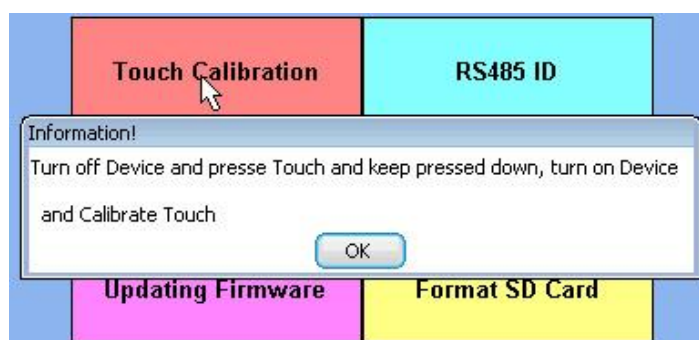 Touch Calibration
RS485 ID
Information!
Turn off Device and presse Touch and keep pressed down, turn on Device
and Calibrate Touch
OK
Updating Firmware
Format SD Card